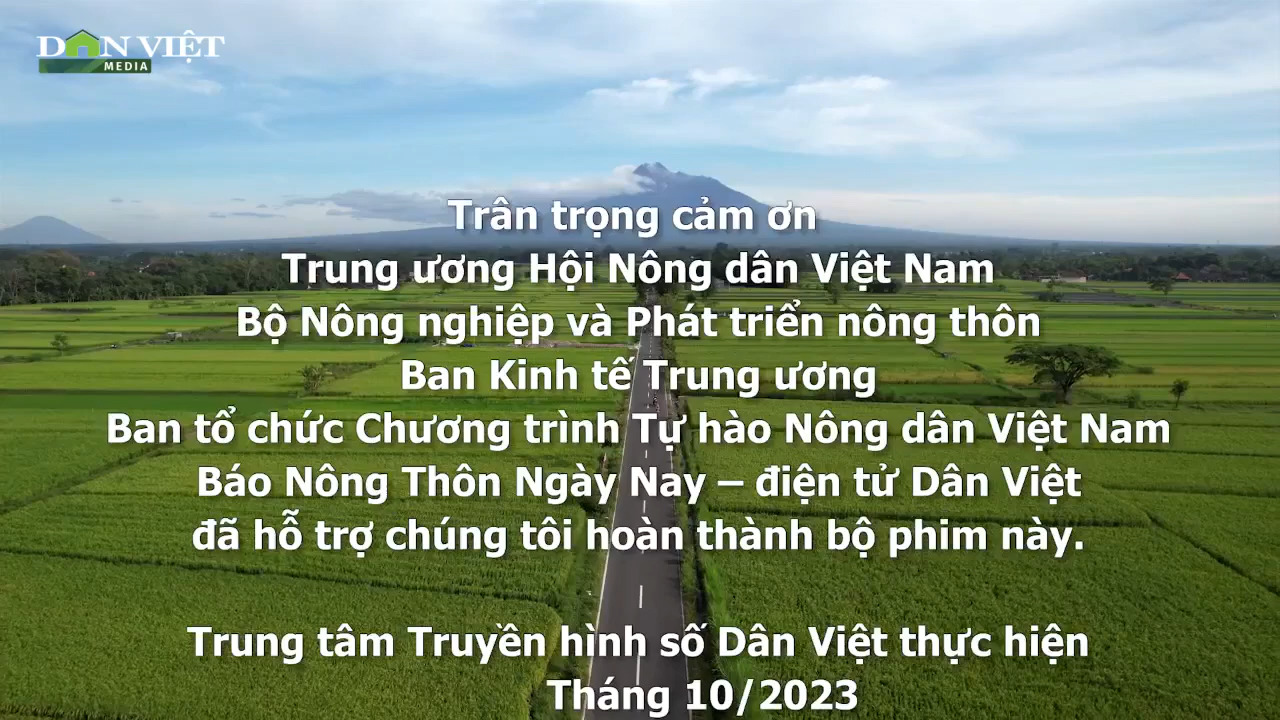 DÂN VIỆT
MEDIA
Trân trọng cảm ơn
Trung ương Hội Nông dân Việt Nam
Bộ Nông nghiệp và Phát triển nông thôn
Ban Kinh tế Trung ương
Ban tổ chức Chương trình Tự hào Nông dân Việt Nam
Báo Nông Thôn Ngày Nay – điện tử Dân Việt
đã hỗ trợ chúng tôi hoàn thành bộ phim này.
Trung tâm Truyền hình số Dân Việt thực hiện
Tháng 10/2023